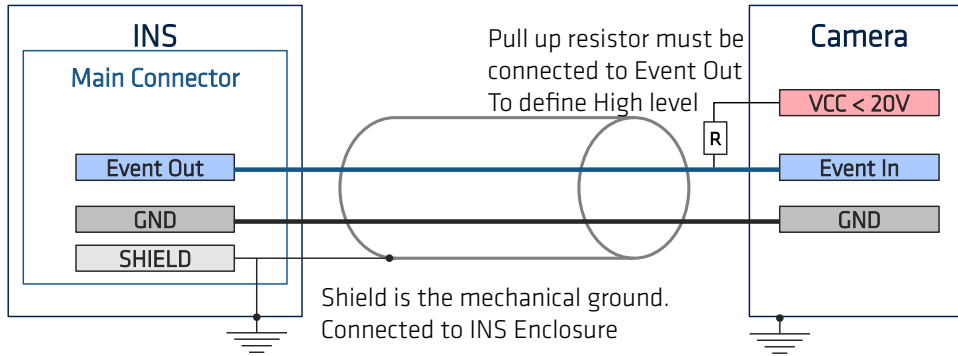 INS
Main Connector
Event Out
GND
SHIELD
Pull up resistor must be
connected to Event Out
To define High level
R
Shield is the mechanical ground.
Connected to INS Enclosure
Camera
VCC < 20V
Event In
GND